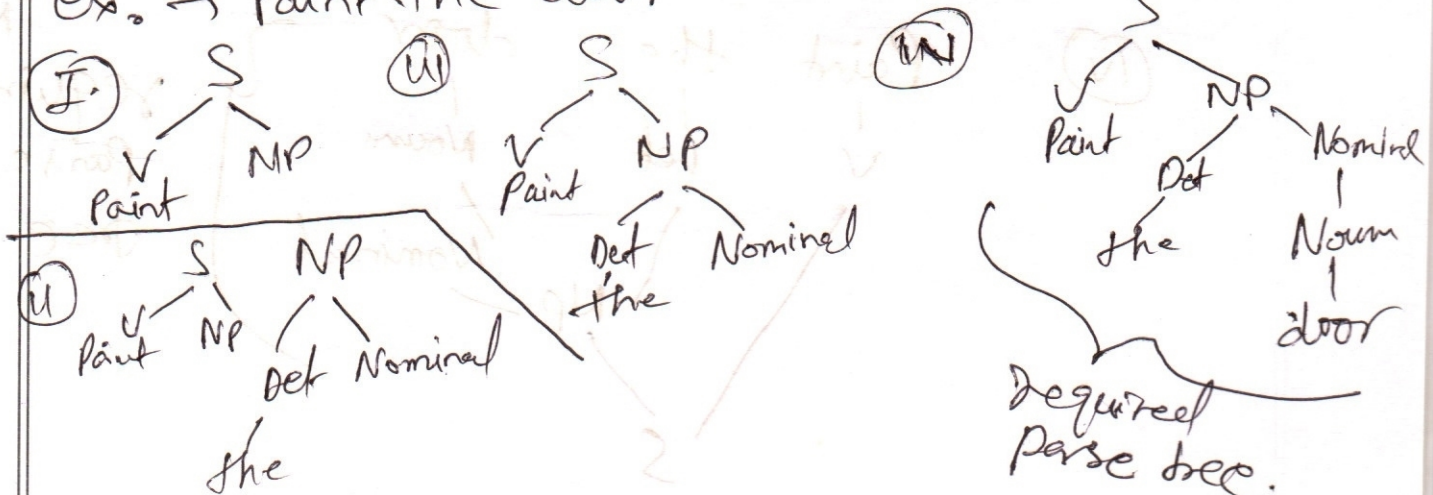 ex. → Paint the door.
I.
S
V NP
Paint
II
S NP
V NP
Paint
Det Nominal
the
III
S
V NP
Paint
Det Nominal
the
IV
S
V NP
Paint
Det Nominal
the Noun
door
Required
Parse tree.